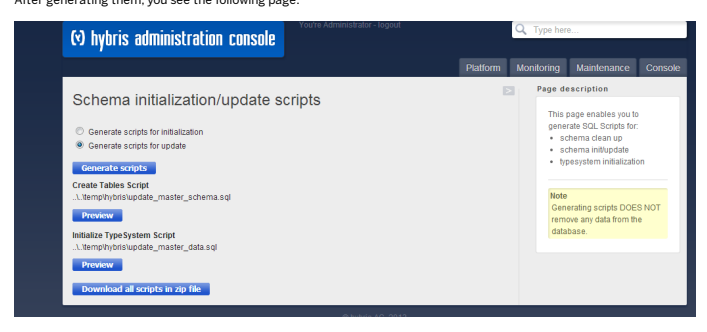 After generating them, you see the following page:
You're Administrator - logout
Type here...
(y) hybris administration console
Platform Monitoring Maintenance Console
Schema initialization/update scripts
Generate scripts for initialization
Generate scripts for update
Generate scripts
Create Tables Script
..\..\temp\hybris\update_master_schema.sql
Preview
Initialize TypeSystem Script
..\..\temp\hybris\update_master_data.sql
Preview
Download all scripts in zip file
Page description
This page enables you to
generate SQL Scripts for:
• schema clean up
• schema init/update
• typesystem initialization
Note
Generating scripts DOES NOT
remove any data from the
database.